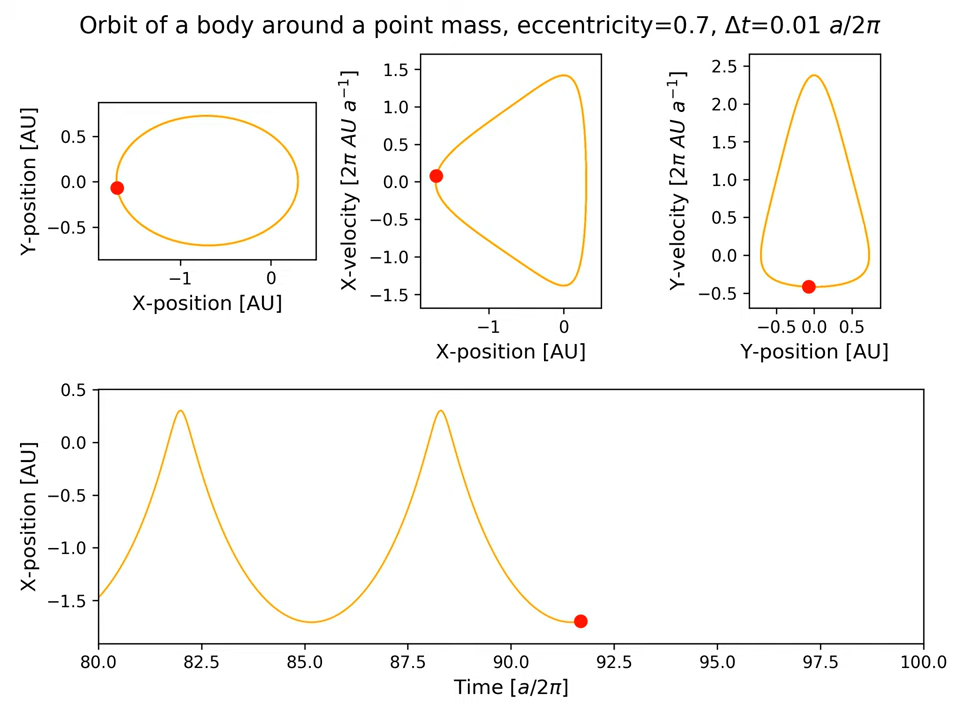 Orbit of a body around a point mass, eccentricity=0.7, Δt=0.01 a/2π
Y-position [AU]
0.5
0.0
−0.5
−1
0
X-position [AU]
X-velocity [2π AU a⁻¹]
1.5
1.0
0.5
0.0
−0.5
−1.0
−1.5
−1
0
X-position [AU]
Y-velocity [2π AU a⁻¹]
2.5
2.0
1.5
1.0
0.5
0.0
−0.5
−0.5 0.0 0.5
Y-position [AU]
X-position [AU]
0.5
0.0
−0.5
−1.0
−1.5
80.0 82.5 85.0 87.5 90.0 92.5 95.0 97.5 100.0
Time [a/2π]